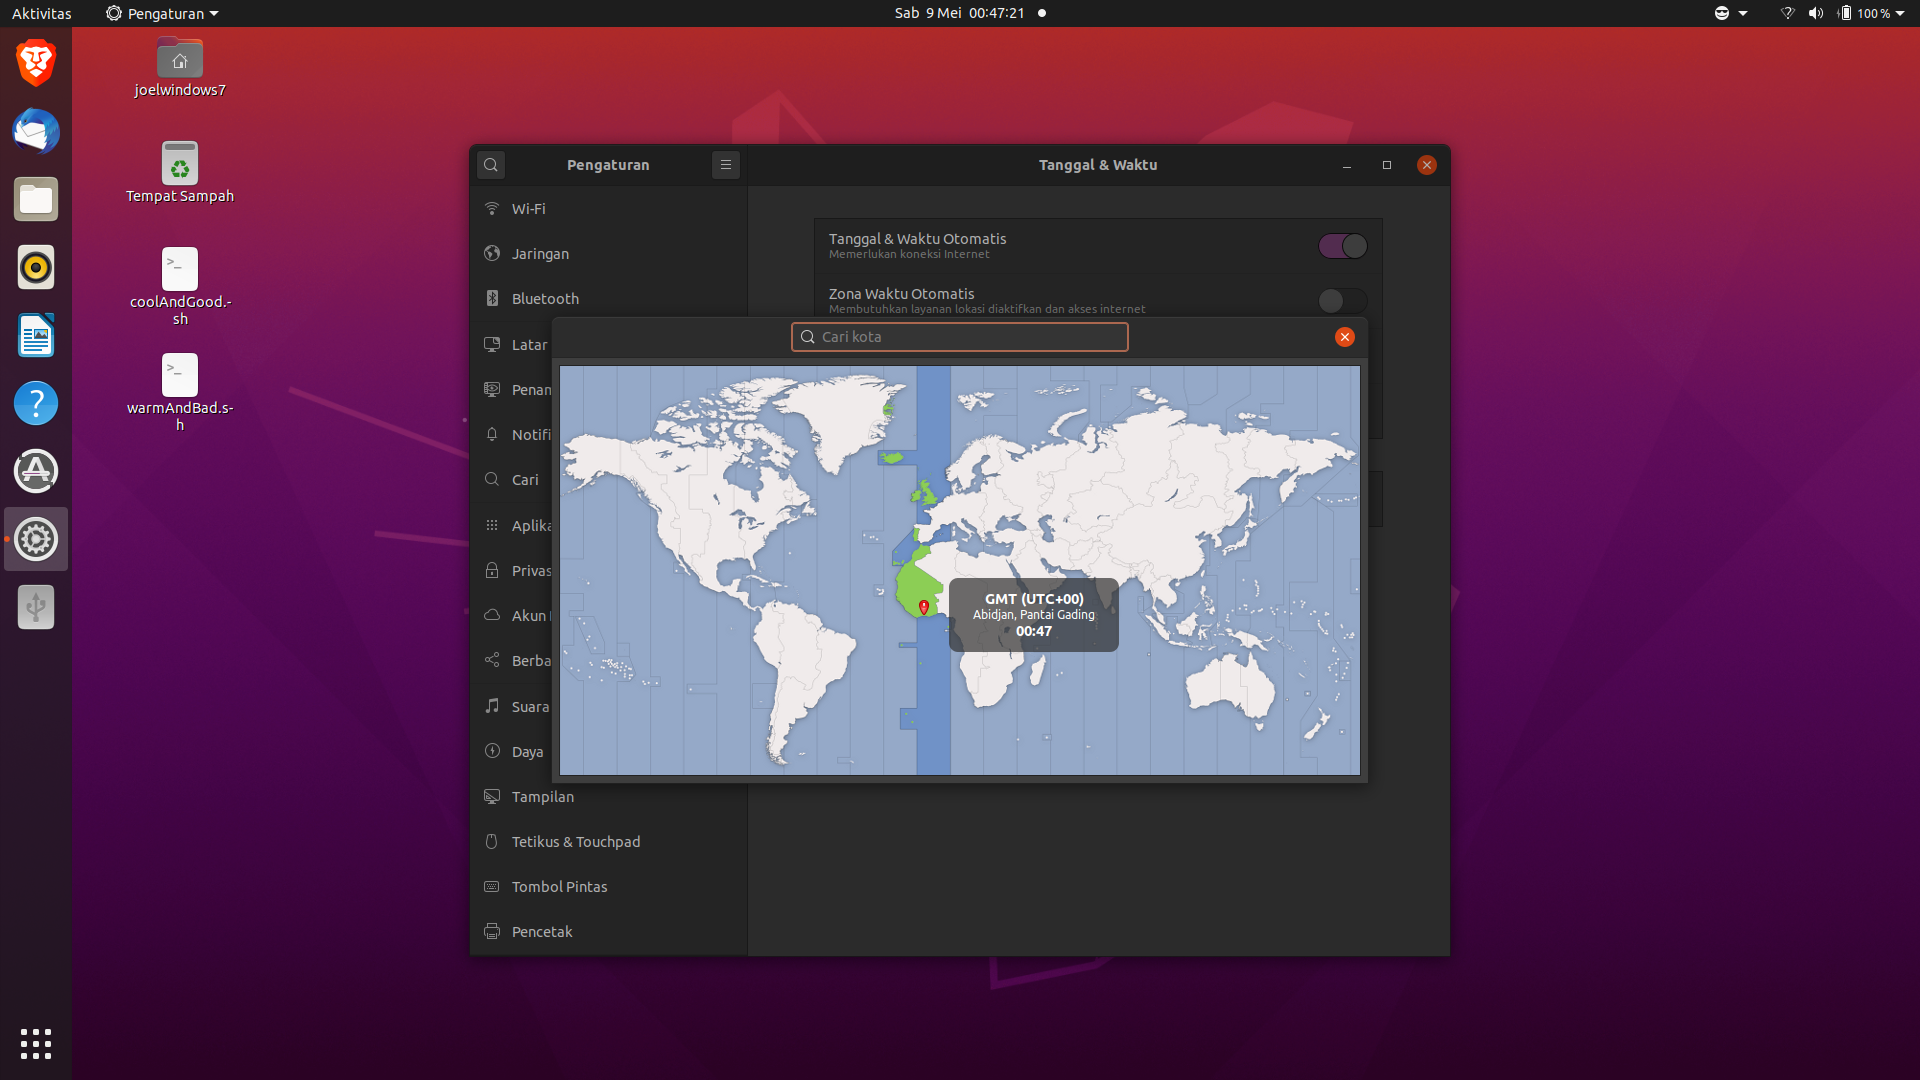 Aktivitas
Pengaturan
Sab 9 Mei 00:47:21
100 %
joelwindows7
Tempat Sampah
coolAndGood.-
sh
warmAndBad.s-
h
Pengaturan
Tanggal & Waktu
Wi-Fi
Jaringan
Bluetooth
Latar
Penam
Notifi
Cari
Aplika
Privas
Akun
Berba
Suara
Daya
Tampilan
Tetikus & Touchpad
Tombol Pintas
Pencetak
Tanggal & Waktu Otomatis
Memerlukan koneksi Internet
Zona Waktu Otomatis
Membutuhkan layanan lokasi diaktifkan dan akses internet
Cari kota
GMT (UTC+00)
Abidjan, Pantai Gading
00:47